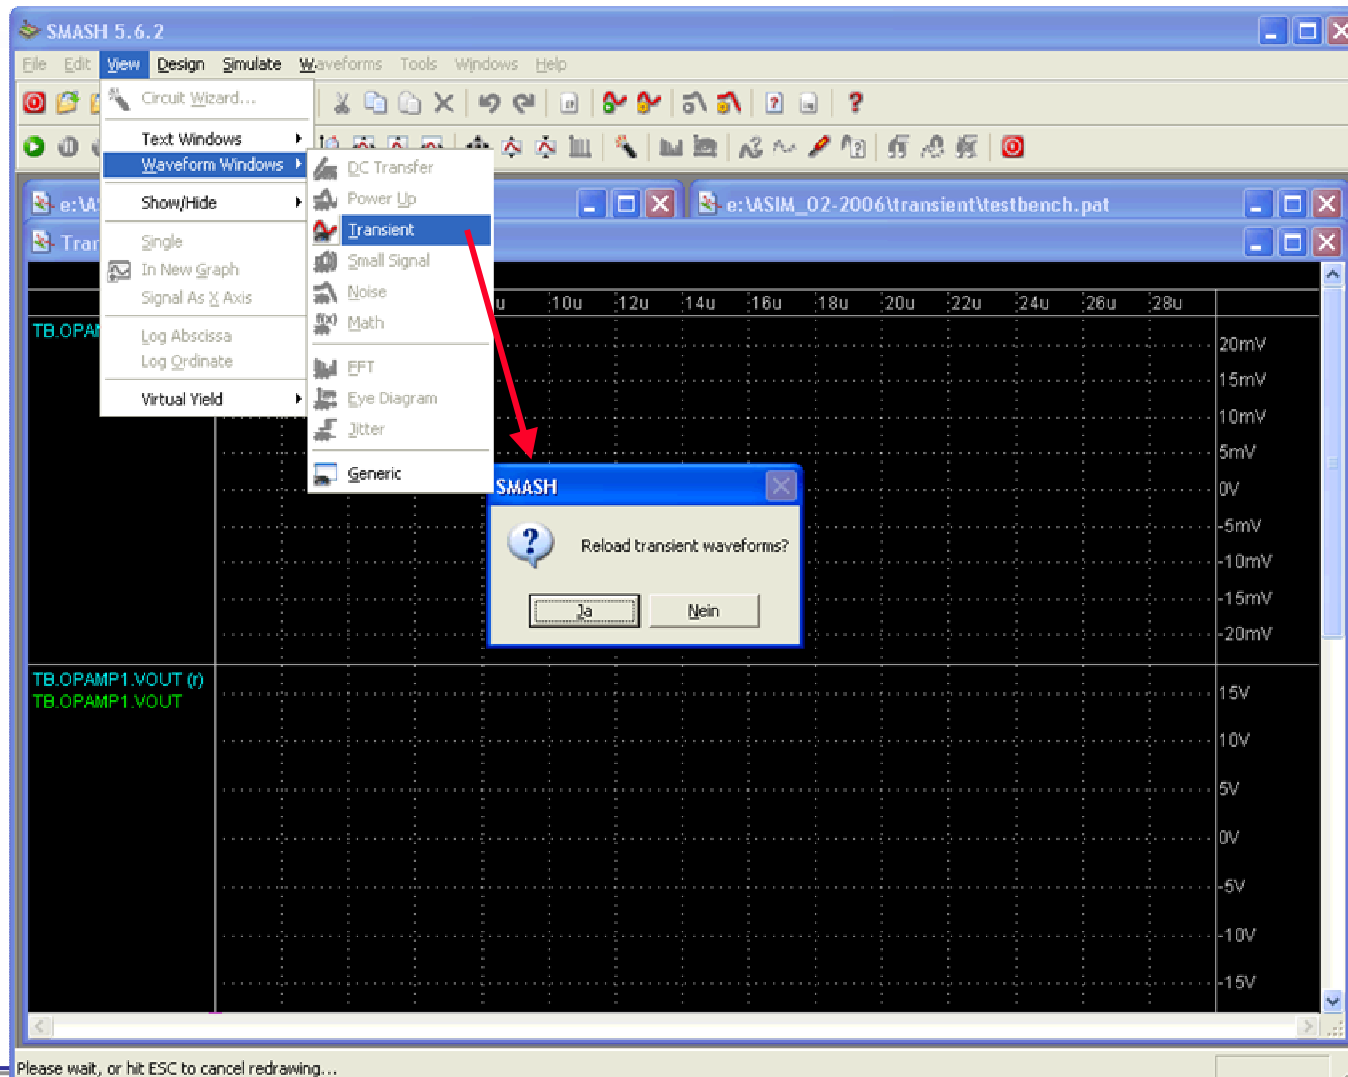 SMASH 5.6.2
File Edit View Design Simulate Waveforms Tools Windows Help
Circuit Wizard...
Text Windows
Waveform Windows
Show/Hide
Single
In New Graph
Signal As X Axis
Log Abscissa
Log Ordinate
Virtual Yield
DC Transfer
Power Up
Transient
Small Signal
Noise
f(x)
Math
FFT
Eye Diagram
Jitter
Generic
e:\A
e:\ASIM_02-2006\transient\testbench.pat
Tran
u 10u 12u 14u 16u 18u 20u 22u 24u 26u 28u
TB.OPAM
20mV
15mV
10mV
5mV
0V
-5mV
-10mV
-15mV
-20mV
SMASH
Reload transient waveforms?
Ja Nein
TB.OPAMP1.VOUT (r)
TB.OPAMP1.VOUT
15V
10V
5V
0V
-5V
-10V
-15V
Please wait, or hit ESC to cancel redrawing...